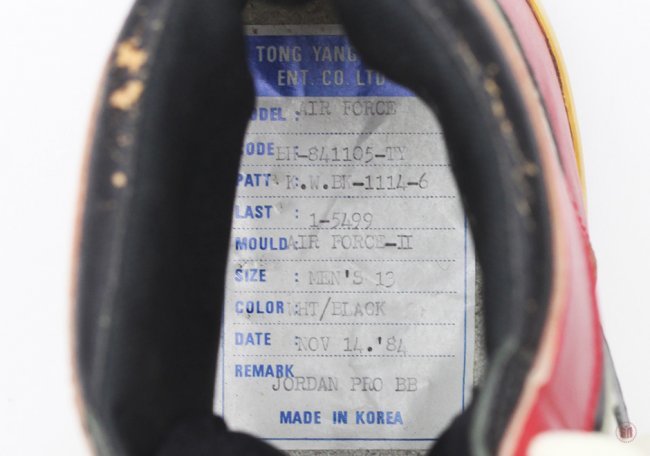 TONG YANG
ENT. CO. LTD
MODEL : AIR FORCE
CODE BF-841105-TY
PATT : K.W.BK-1114-6
LAST : 1-5499
MOULD AIR FORCE-II
SIZE : MEN'S 13
COLOR WHT/BLACK
DATE : NOV 14.'84
REMARK JORDAN PRO BB
MADE IN KOREA